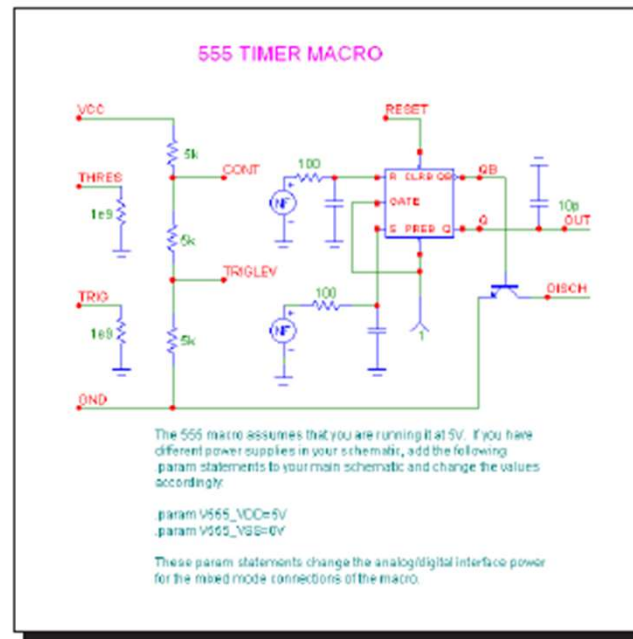 555 TIMER MACRO
VCC
RESET
5k
CONT
100
THRES
1e9
NF
R CLRB QB
GATE
S PREB Q
QB
10p
Q
OUT
5k
TRIGLEV
TRIG
1e9
100
DISCH
NF
5k
1
GND
The 555 macro assumes that you are running it at 5V. If you have
different power supplies in your schematic, add the following
.param statements to your main schematic and change the values
accordingly.
.param V555_VDD=5V
.param V555_VSS=0V
These param statements change the analog/digital interface power
for the mixed mode connections of the macro.